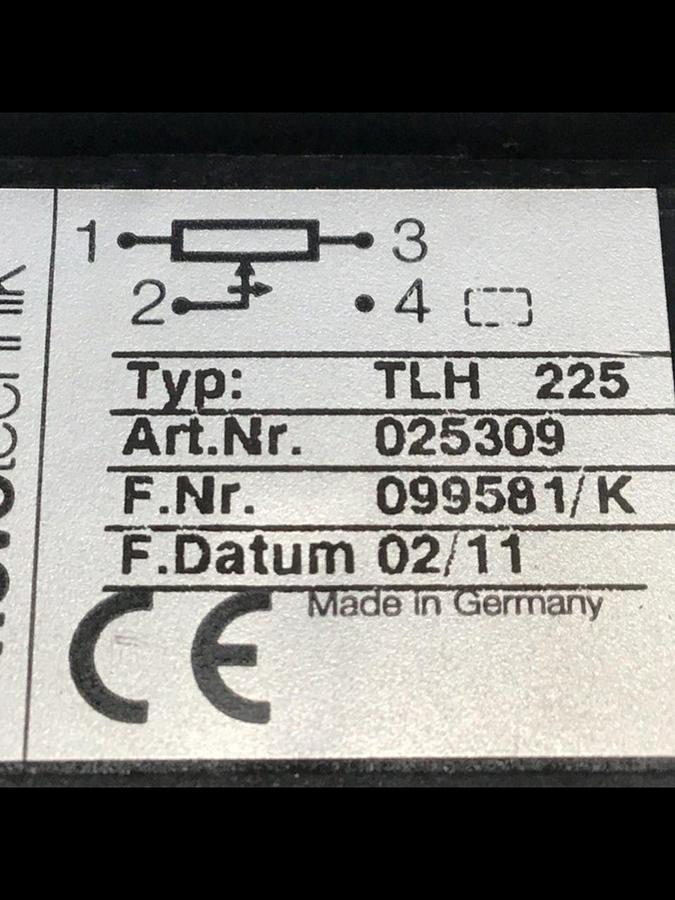 novotechnik
1 3
2 4
Typ: TLH 225
Art.Nr. 025309
F.Nr. 099581/K
F.Datum 02/11
CE Made in Germany